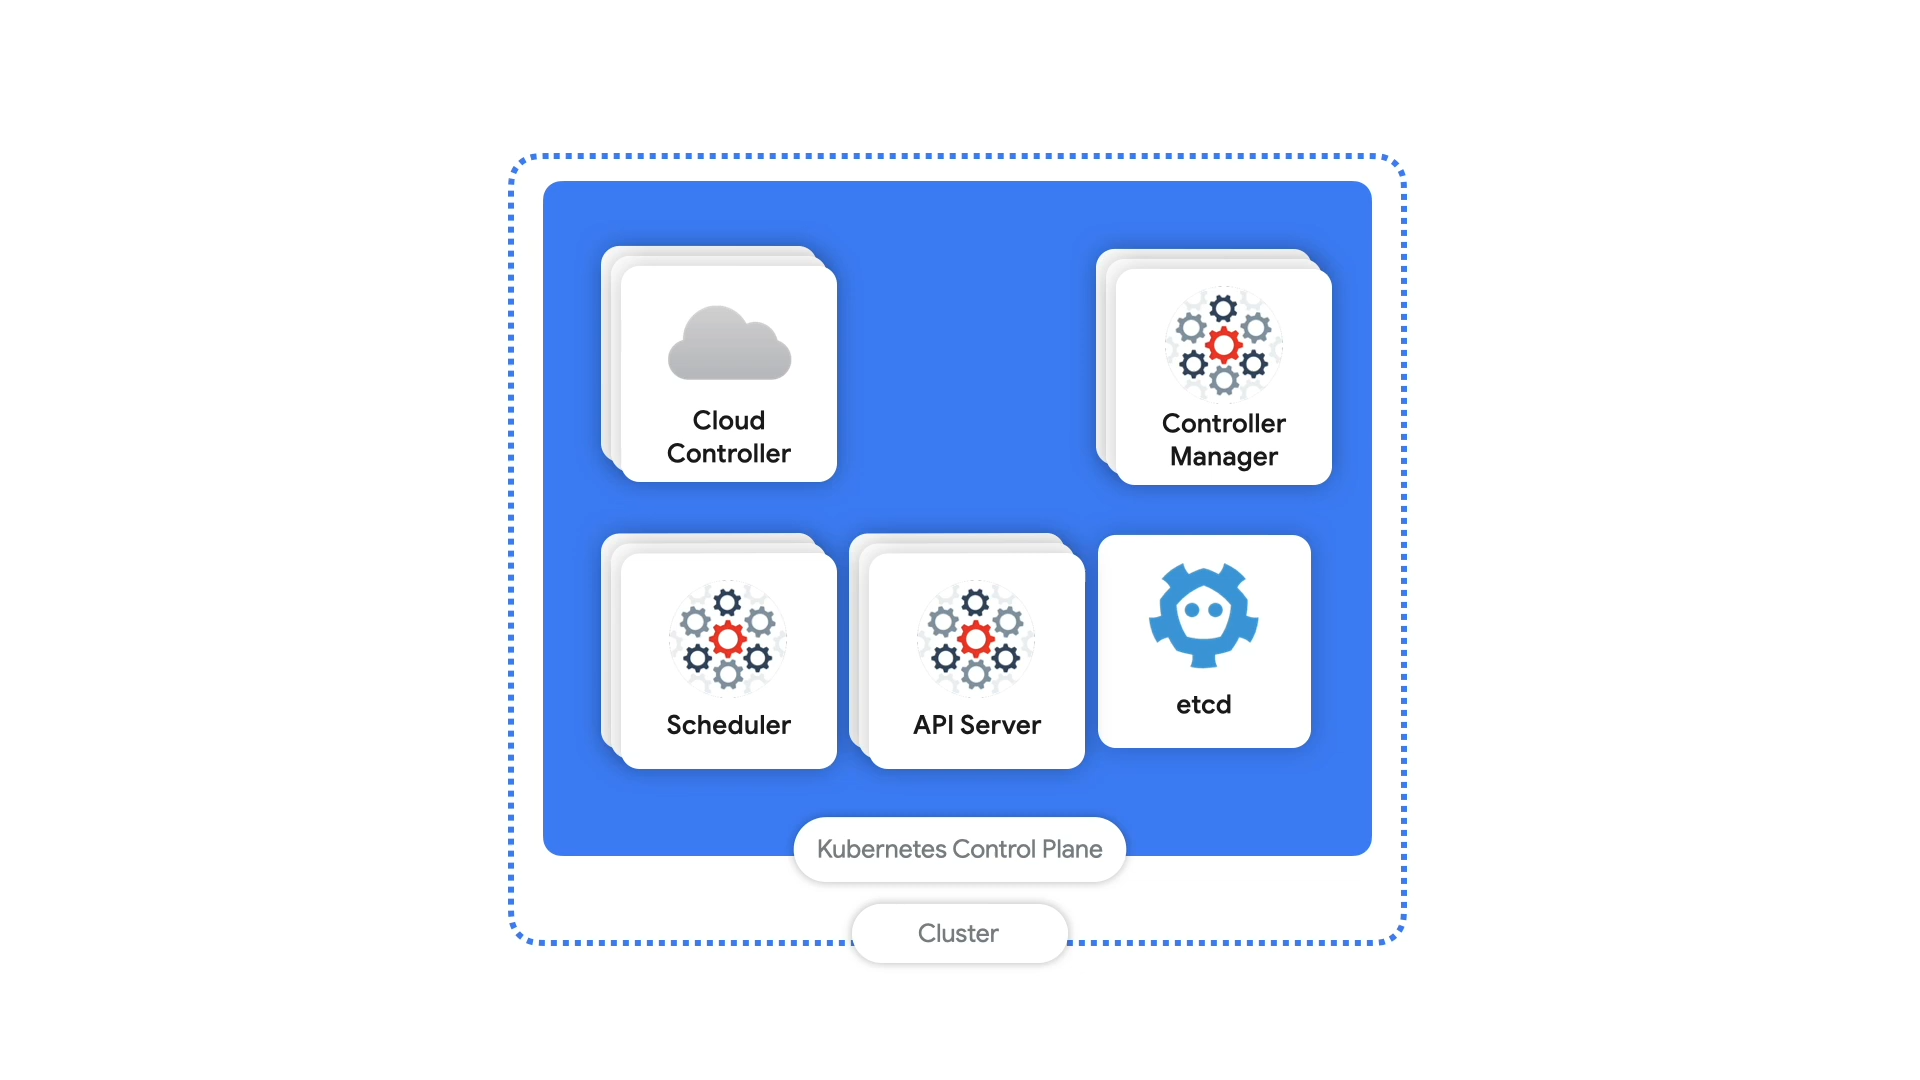 Cloud
Controller
Controller
Manager
Scheduler
API Server
etcd
Kubernetes Control Plane
Cluster